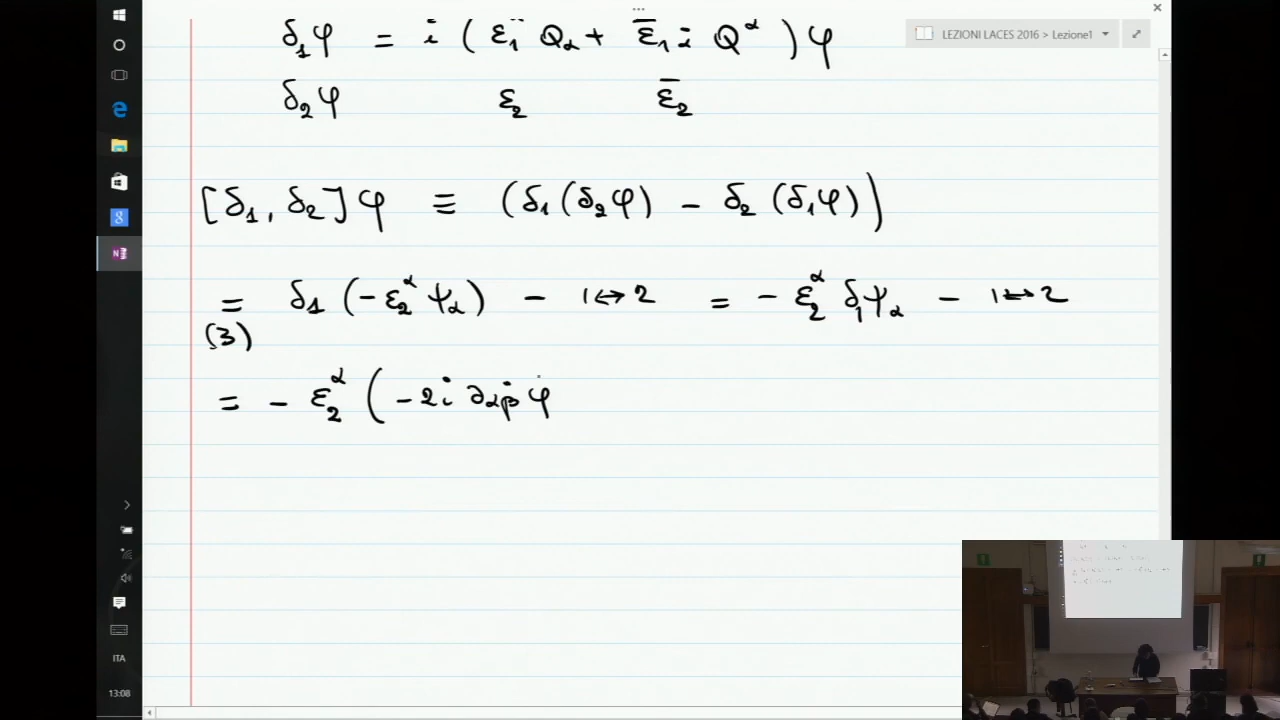 LEZIONI LACES 2016 > Lezione1
δ₁φ = i ( ε₁^α Q_α + ε̄₁ α̇ Q̄^α̇ ) φ
δ₂φ ε₂ ε̄₂
[δ₁, δ₂]φ ≡ (δ₁(δ₂φ) - δ₂(δ₁φ))
= δ₁(-ε₂^α ψ_α) - 1↔2 = - ε₂^α δ₁ψ_α - 1↔2
(3)
= - ε₂^α ( -2i ∂_αβ̇ φ
ITA
13:08